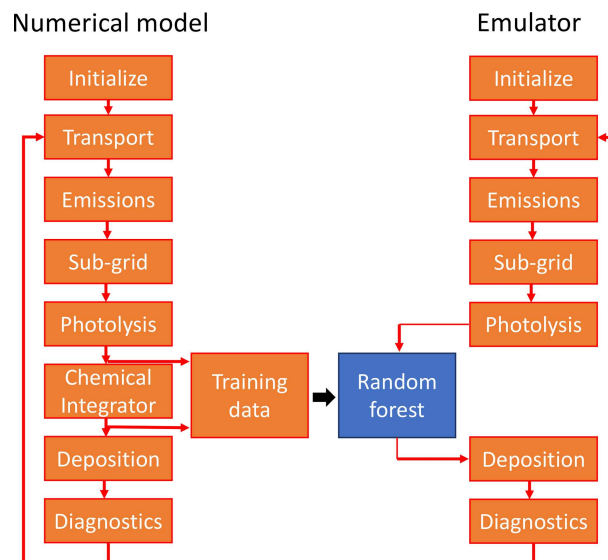 Numerical model
Initialize
Transport
Emissions
Sub-grid
Photolysis
Chemical
Integrator
Deposition
Diagnostics
Training
data
Random
forest
Emulator
Initialize
Transport
Emissions
Sub-grid
Photolysis
Deposition
Diagnostics